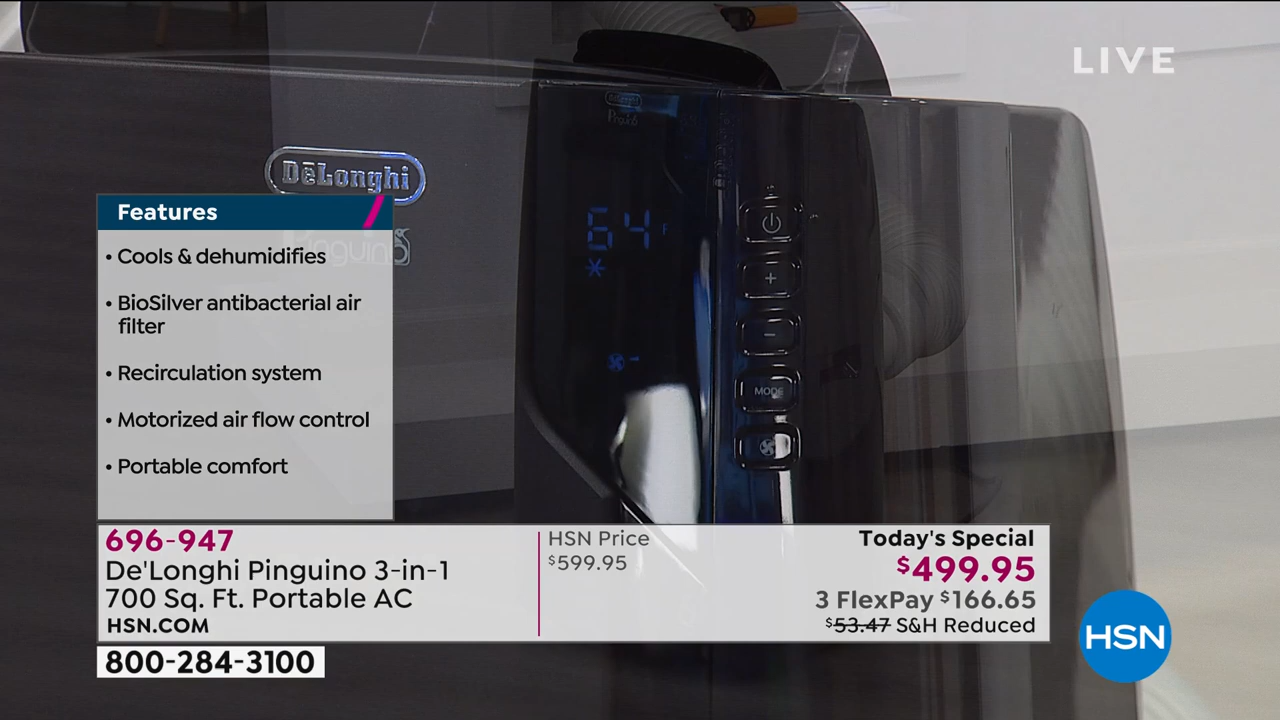 LIVE
DeLonghi
DeLonghi
Pinguino
64 F
Features
• Cools & dehumidifies
• BioSilver antibacterial air
filter
• Recirculation system
• Motorized air flow control
• Portable comfort
+
-
MODE
696-947
De'Longhi Pinguino 3-in-1
700 Sq. Ft. Portable AC
HSN.COM
HSN Price
$599.95
Today's Special
$499.95
3 FlexPay $166.65
$53.47 S&H Reduced
HSN
800-284-3100